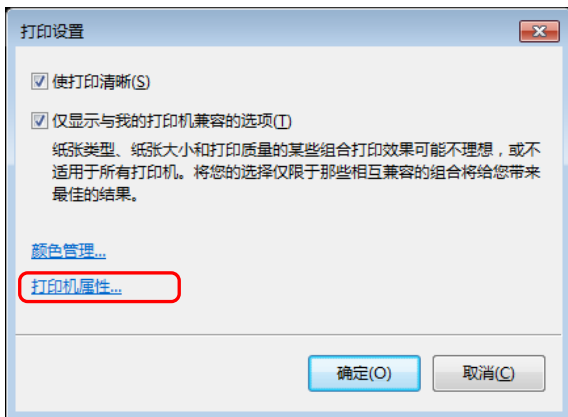 打印设置
使打印清晰(S)
仅显示与我的打印机兼容的选项(T)
纸张类型、纸张大小和打印质量的某些组合打印效果可能不理想，或不
适用于所有打印机。将您的选择仅限于那些相互兼容的组合将给您带来
最佳的结果。
颜色管理...
打印机属性...
确定(O)
取消(C)